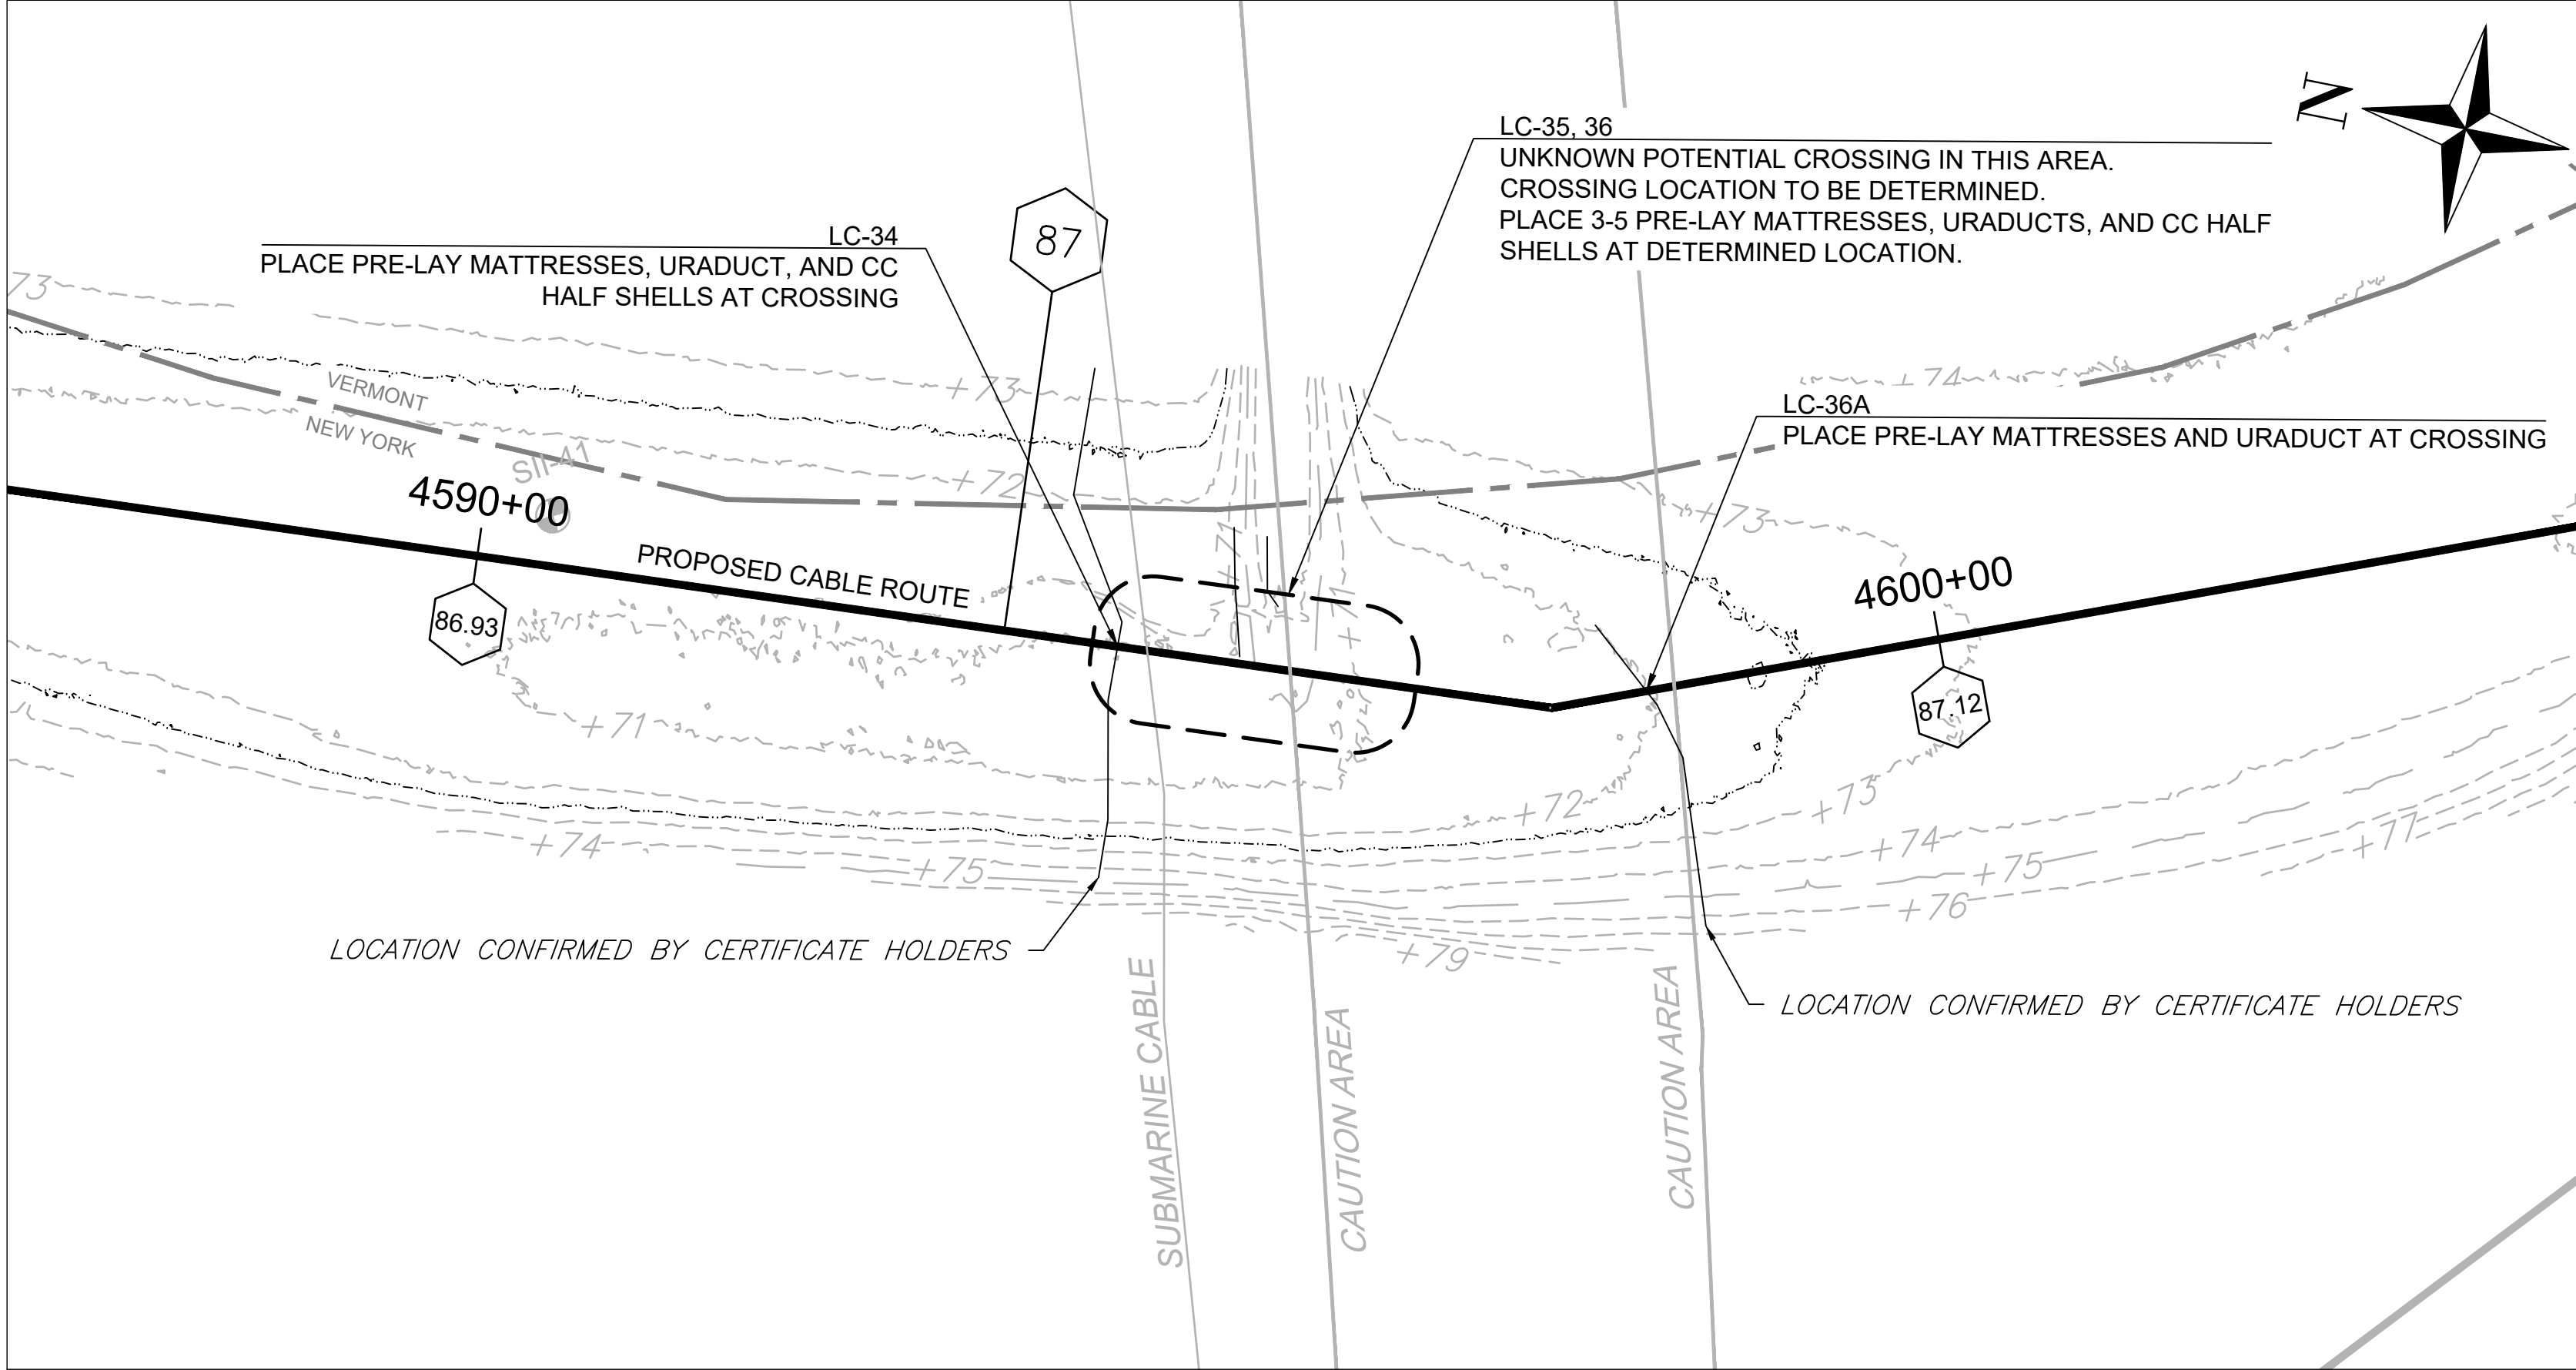 N
LC-35, 36
UNKNOWN POTENTIAL CROSSING IN THIS AREA.
CROSSING LOCATION TO BE DETERMINED.
PLACE 3-5 PRE-LAY MATTRESSES, URADUCTS, AND CC HALF
SHELLS AT DETERMINED LOCATION.
LC-34
PLACE PRE-LAY MATTRESSES, URADUCT, AND CC
HALF SHELLS AT CROSSING
87
73
+73
+74
VERMONT
NEW YORK
LC-36A
PLACE PRE-LAY MATTRESSES AND URADUCT AT CROSSING
SII-41
+72
+73
4590+00
+71
PROPOSED CABLE ROUTE
4600+00
86.93
+71
87.12
+71
+72
+73
+74
+75
+74
+75
+76
+77
+79
LOCATION CONFIRMED BY CERTIFICATE HOLDERS
LOCATION CONFIRMED BY CERTIFICATE HOLDERS
SUBMARINE CABLE
CAUTION AREA
CAUTION AREA